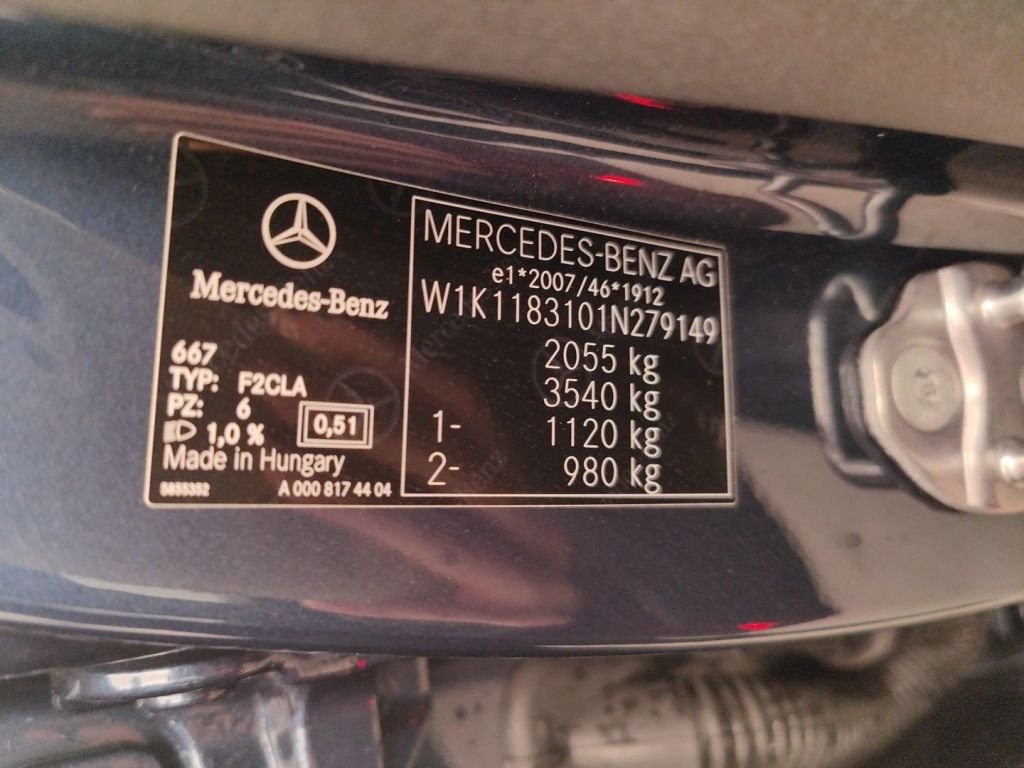 Mercedes-Benz
667
TYP: F2CLA
PZ: 6
1,0 %
0,51
Made in Hungary
5855352
A 000 817 44 04
MERCEDES-BENZ AG
e1*2007/46*1912
W1K1183101N279149
2055 kg
3540 kg
1- 1120 kg
2- 980 kg